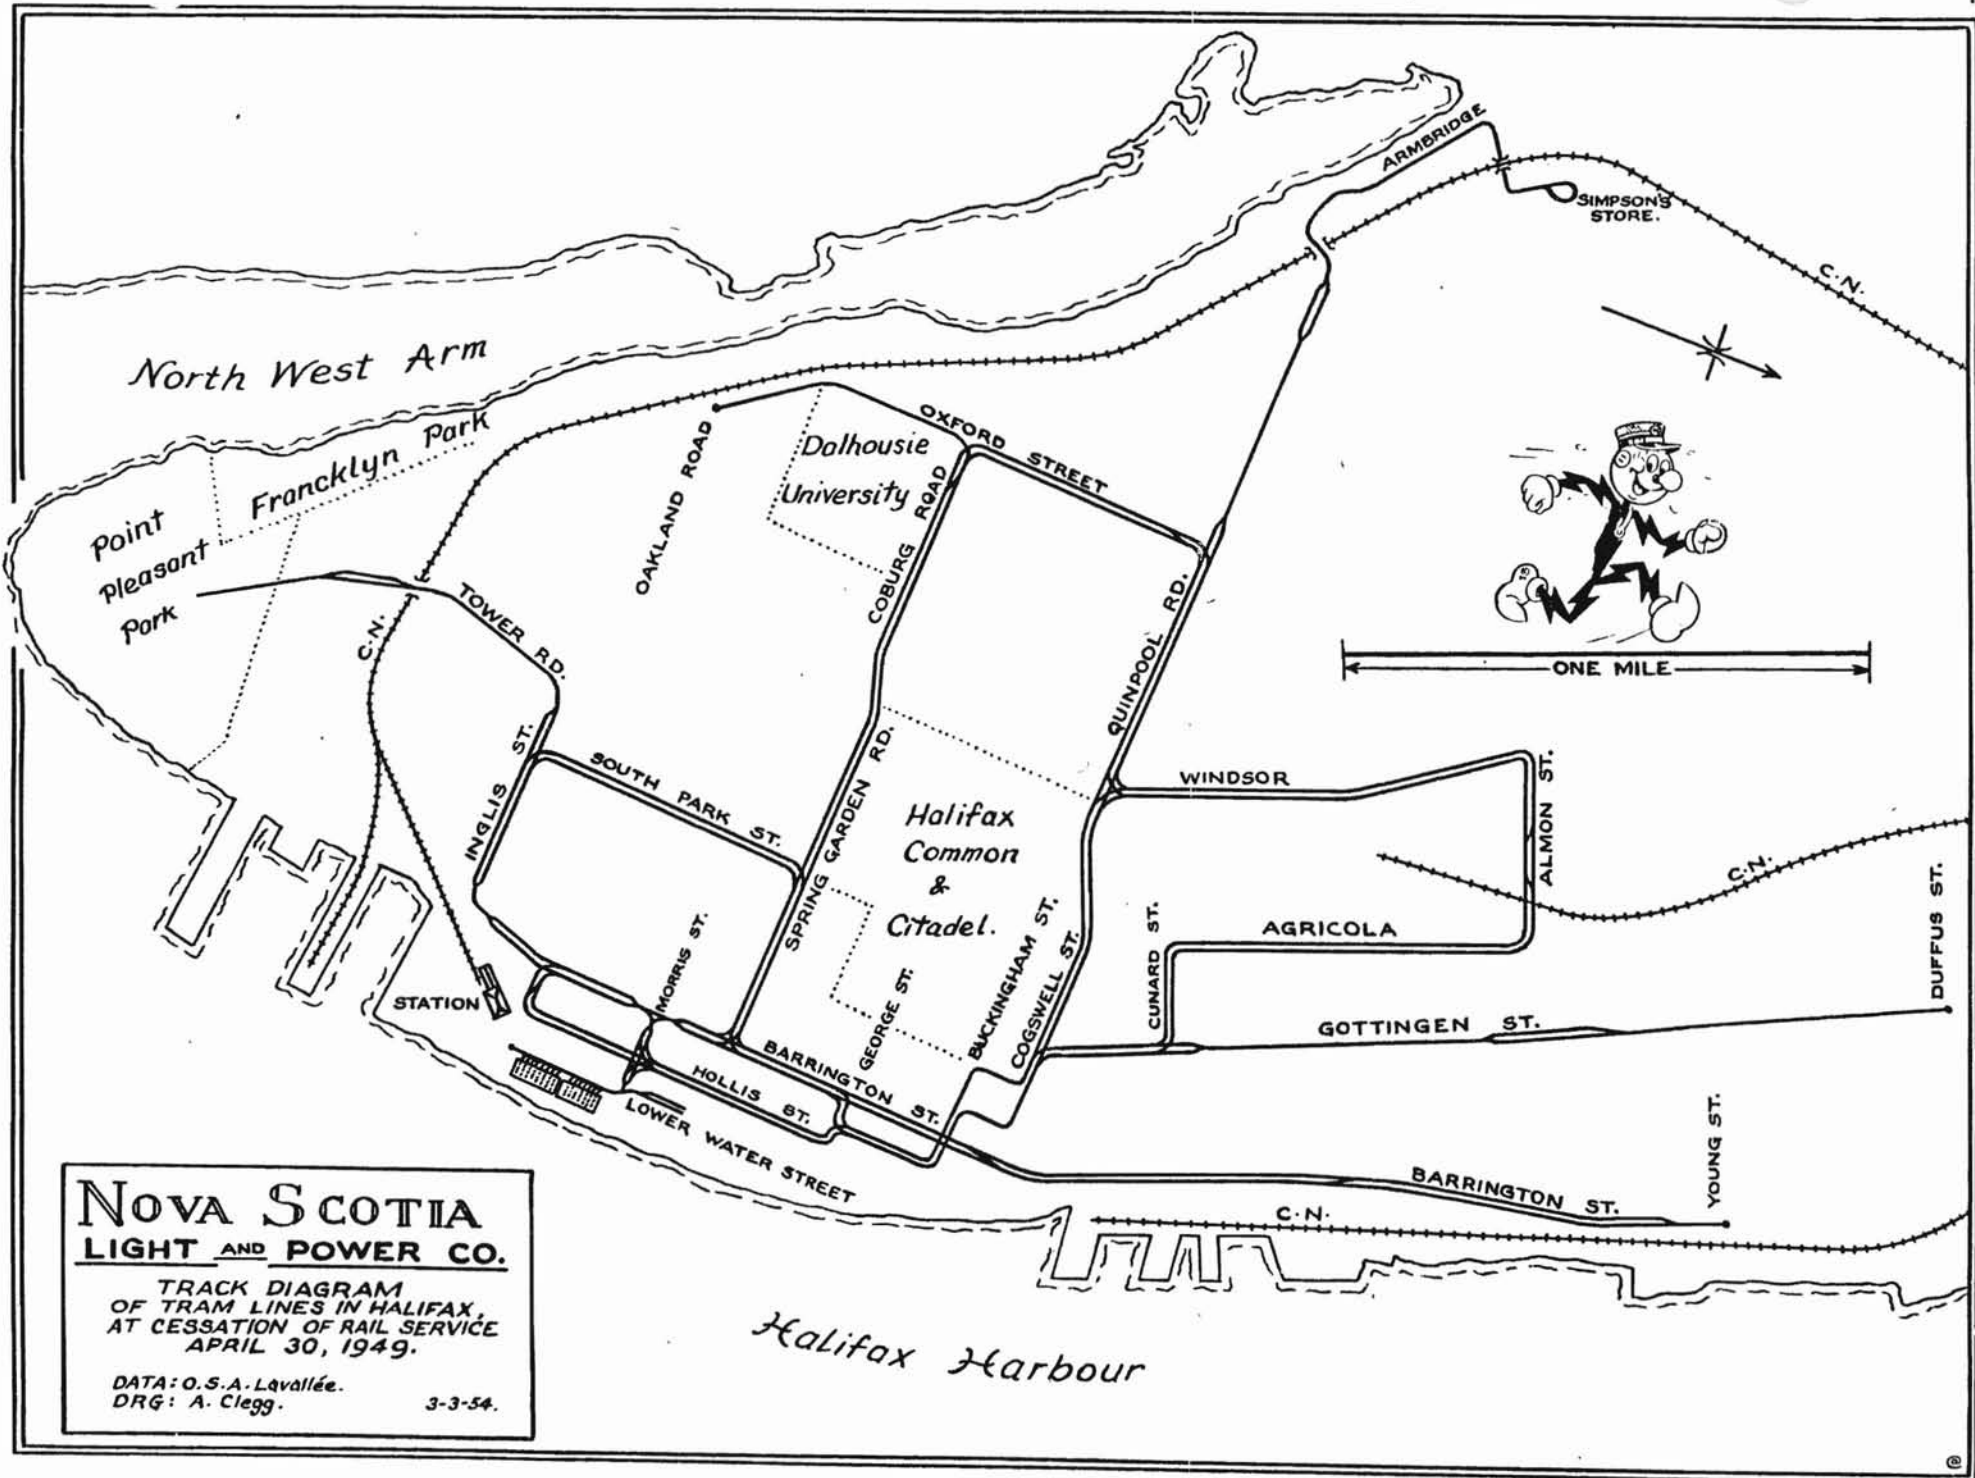 ARMBRIDGE
SIMPSON'S
STORE.
C.N.
North West Arm
Francklyn Park
Point
Pleasant
Park
OAKLAND ROAD
Dalhousie
University
OXFORD STREET
COBURG ROAD
C.N.
TOWER RD.
QUINPOOL RD.
ONE MILE
INGLIS ST.
SOUTH PARK ST.
SPRING GARDEN RD.
Halifax
Common
&
Citadel.
WINDSOR
ALMON ST.
C.N.
DUFFUS ST.
AGRICOLA
CUNARD ST.
GOTTINGEN ST.
STATION
MORRIS ST.
GEORGE ST.
BUCKINGHAM ST.
COGSWELL ST.
BARRINGTON ST.
HOLLIS ST.
LOWER WATER STREET
BARRINGTON ST.
YOUNG ST.
C.N.
Halifax Harbour
NOVA SCOTIA
LIGHT AND POWER CO.
TRACK DIAGRAM
OF TRAM LINES IN HALIFAX,
AT CESSATION OF RAIL SERVICE
APRIL 30, 1949.
DATA: O.S.A. Lavallée.
DRG: A. Clegg. 3-3-54.